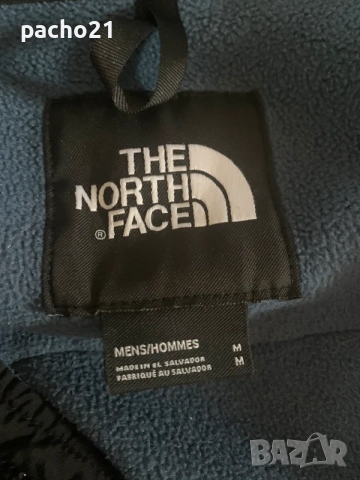 pacho21
THE
NORTH
FACE
®
MENS/HOMMES M
MADE IN EL SALVADOR M
FABRIQUÉ AU SALVADOR
BAZAR